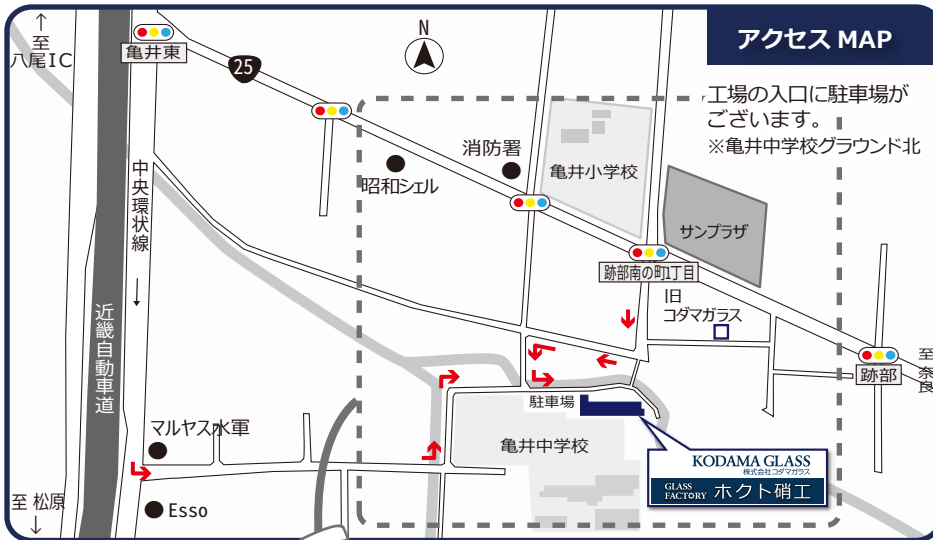 ↑
至
八尾IC
亀井東
25
N
アクセス MAP
工場の入口に駐車場が
ございます。
※亀井中学校グラウンド北
消防署
昭和シェル
亀井小学校
サンプラザ
中央環状線
↓
近畿自動車道
跡部南の町1丁目
旧
コダマガラス
至
奈良
跡部
駐車場
亀井中学校
マルヤス水軍
Esso
至 松原
↓
KODAMA GLASS
株式会社コダマガラス
GLASS
FACTORY ホクト硝工